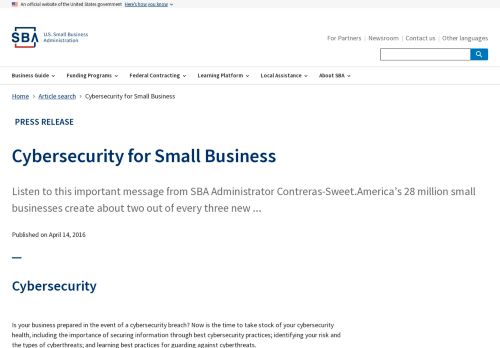 An official website of the United States government Here's how you know
SBA U.S. Small Business
Administration
For Partners Newsroom Contact us Other languages
Business Guide Funding Programs Federal Contracting Learning Platform Local Assistance About SBA
Home Article search Cybersecurity for Small Business
PRESS RELEASE
Cybersecurity for Small Business
Listen to this important message from SBA Administrator Contreras-Sweet.America's 28 million small
businesses create about two out of every three new ...
Published on April 14, 2016
Cybersecurity
Is your business prepared in the event of a cybersecurity breach? Now is the time to take stock of your cybersecurity
health, including the importance of securing information through best cybersecurity practices; identifying your risk and
the types of cyberthreats; and learning best practices for guarding against cyberthreats.